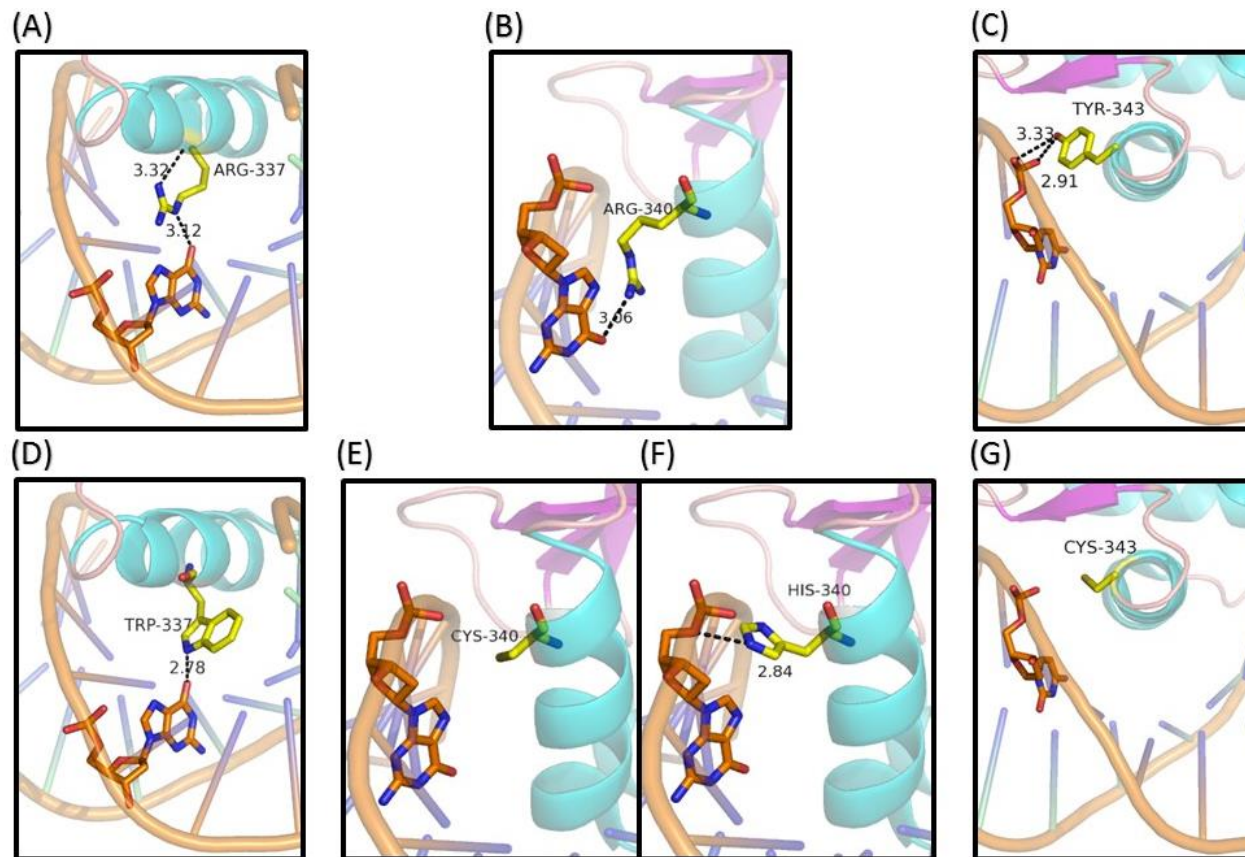 (A)
(B)
(C)
3.32
ARG-337
3.12
ARG-340
3.06
TYR-343
3.33
2.91
(D)
(E)
(F)
(G)
TRP-337
2.78
CYS-340
HIS-340
2.84
CYS-343